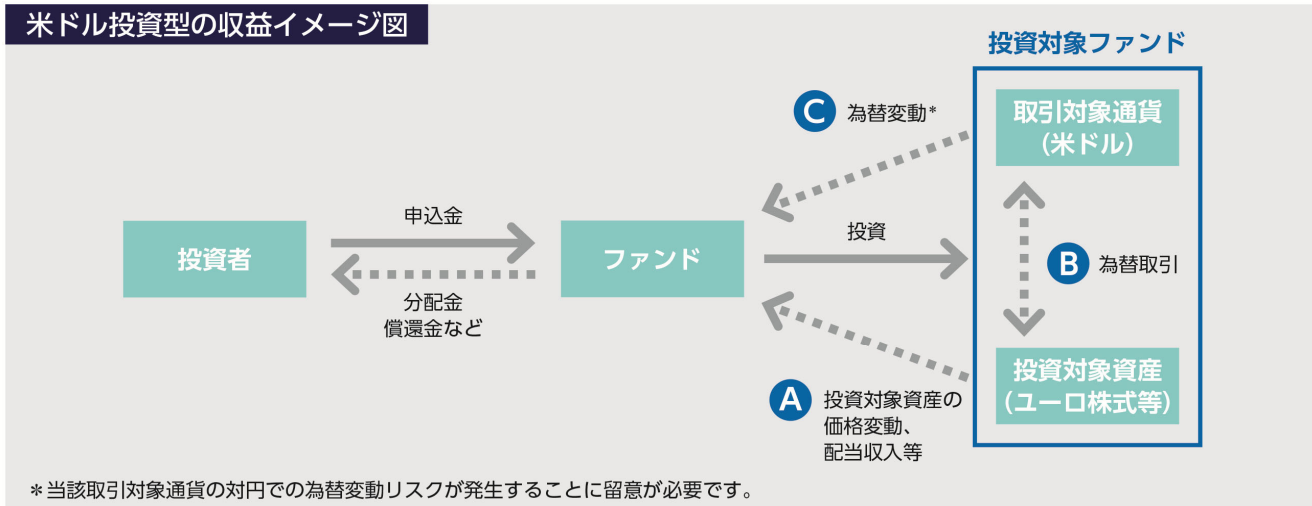 米ドル投資型の収益イメージ図
投資対象ファンド
C 為替変動*
取引対象通貨
(米ドル)
申込金
投資者
ファンド
投資
B 為替取引
分配金
償還金など
A 投資対象資産の
価格変動、
配当収入等
投資対象資産
(ユーロ株式等)
*当該取引対象通貨の対円での為替変動リスクが発生することに留意が必要です。